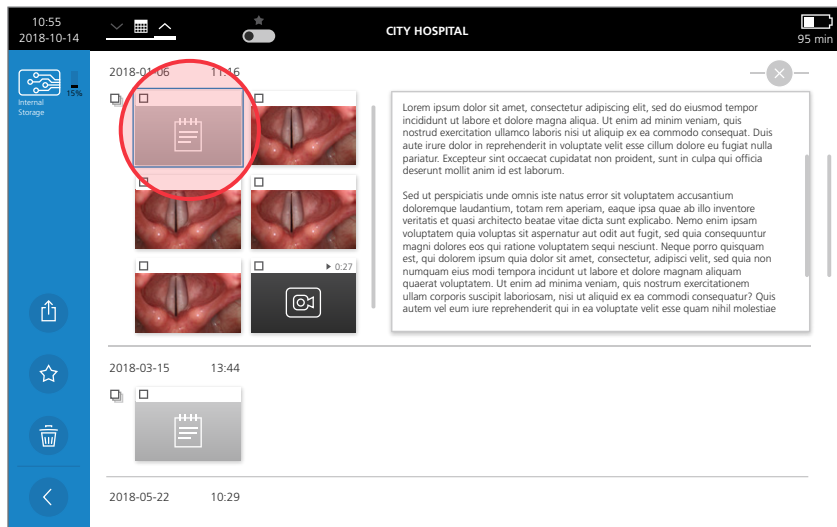 10:55
2018-10-14
CITY HOSPITAL
95 min
Internal
Storage
15%
2018-01-06 11:16
0:27
Lorem ipsum dolor sit amet, consectetur adipiscing elit, sed do eiusmod tempor
incididunt ut labore et dolore magna aliqua. Ut enim ad minim veniam, quis
nostrud exercitation ullamco laboris nisi ut aliquip ex ea commodo consequat. Duis
aute irure dolor in reprehenderit in voluptate velit esse cillum dolore eu fugiat nulla
pariatur. Excepteur sint occaecat cupidatat non proident, sunt in culpa qui officia
deserunt mollit anim id est laborum.
Sed ut perspiciatis unde omnis iste natus error sit voluptatem accusantium
doloremque laudantium, totam rem aperiam, eaque ipsa quae ab illo inventore
veritatis et quasi architecto beatae vitae dicta sunt explicabo. Nemo enim ipsam
voluptatem quia voluptas sit aspernatur aut odit aut fugit, sed quia consequuntur
magni dolores eos qui ratione voluptatem sequi nesciunt. Neque porro quisquam
est, qui dolorem ipsum quia dolor sit amet, consectetur, adipisci velit, sed quia non
numquam eius modi tempora incidunt ut labore et dolore magnam aliquam
quaerat voluptatem. Ut enim ad minima veniam, quis nostrum exercitationem
ullam corporis suscipit laboriosam, nisi ut aliquid ex ea commodi consequatur? Quis
autem vel eum iure reprehenderit qui in ea voluptate velit esse quam nihil molestiae
2018-03-15 13:44
2018-05-22 10:29